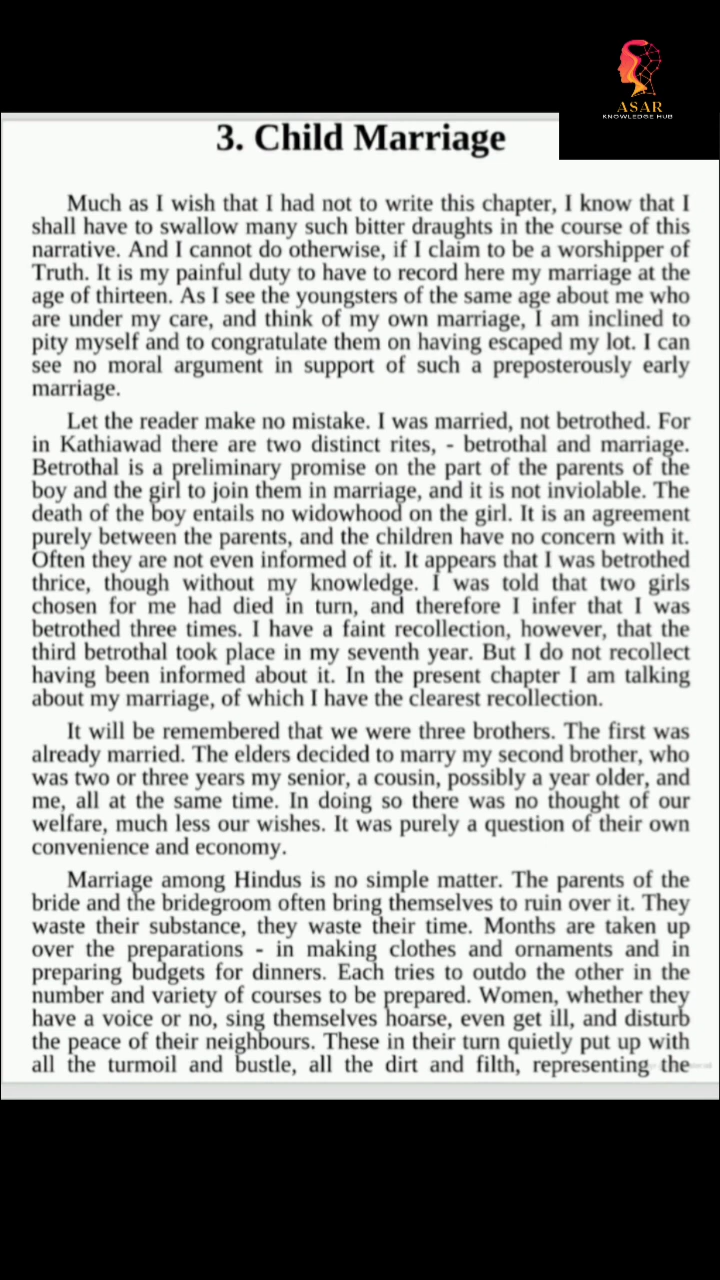 ASAR
KNOWLEDGE HUB
3. Child Marriage
Much as I wish that I had not to write this chapter, I know that I
shall have to swallow many such bitter draughts in the course of this
narrative. And I cannot do otherwise, if I claim to be a worshipper of
Truth. It is my painful duty to have to record here my marriage at the
age of thirteen. As I see the youngsters of the same age about me who
are under my care, and think of my own marriage, I am inclined to
pity myself and to congratulate them on having escaped my lot. I can
see no moral argument in support of such a preposterously early
marriage.
Let the reader make no mistake. I was married, not betrothed. For
in Kathiawad there are two distinct rites, - betrothal and marriage.
Betrothal is a preliminary promise on the part of the parents of the
boy and the girl to join them in marriage, and it is not inviolable. The
death of the boy entails no widowhood on the girl. It is an agreement
purely between the parents, and the children have no concern with it.
Often they are not even informed of it. It appears that I was betrothed
thrice, though without my knowledge. I was told that two girls
chosen for me had died in turn, and therefore I infer that I was
betrothed three times. I have a faint recollection, however, that the
third betrothal took place in my seventh year. But I do not recollect
having been informed about it. In the present chapter I am talking
about my marriage, of which I have the clearest recollection.
It will be remembered that we were three brothers. The first was
already married. The elders decided to marry my second brother, who
was two or three years my senior, a cousin, possibly a year older, and
me, all at the same time. In doing so there was no thought of our
welfare, much less our wishes. It was purely a question of their own
convenience and economy.
Marriage among Hindus is no simple matter. The parents of the
bride and the bridegroom often bring themselves to ruin over it. They
waste their substance, they waste their time. Months are taken up
over the preparations - in making clothes and ornaments and in
preparing budgets for dinners. Each tries to outdo the other in the
number and variety of courses to be prepared. Women, whether they
have a voice or no, sing themselves hoarse, even get ill, and disturb
the peace of their neighbours. These in their turn quietly put up with
all the turmoil and bustle, all the dirt and filth, representing the